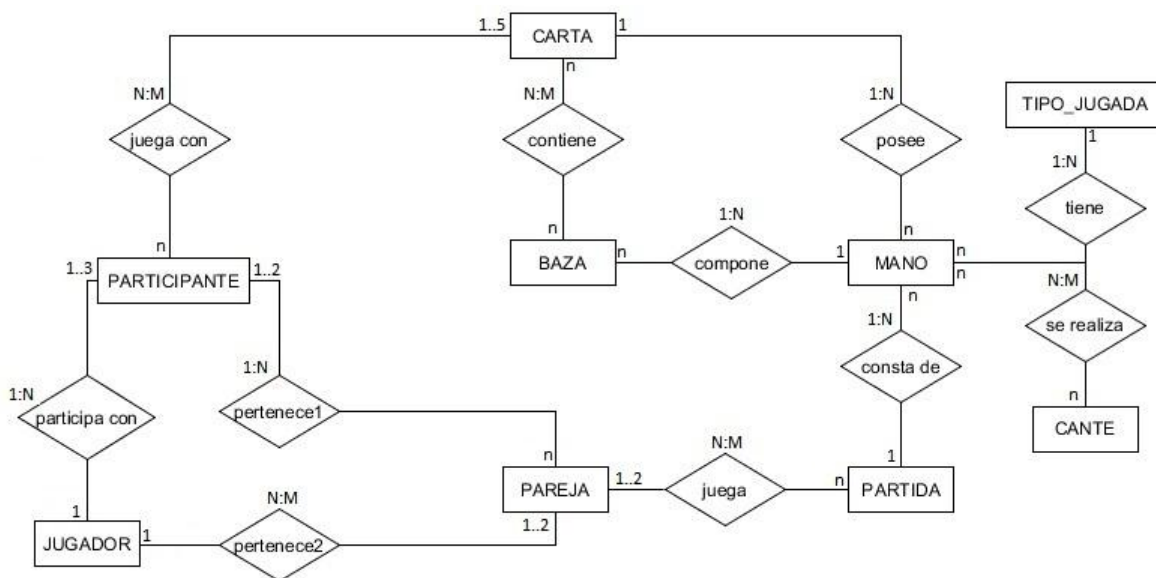 1..5
CARTA
1
n
N:M
N:M
1:N
TIPO_JUGADA
1
juega con
contiene
posee
1:N
tiene
n
n
n
1:N
1..3
PARTICIPANTE
1..2
BAZA
n
compone
1
MANO
n
n
n
N:M
1:N
se realiza
1:N
consta de
1:N
participa con
pertenece1
n
CANTE
N:M
n
1
PAREJA
1..2
juega
n
PARTIDA
N:M
1..2
1
JUGADOR
1
pertenece2